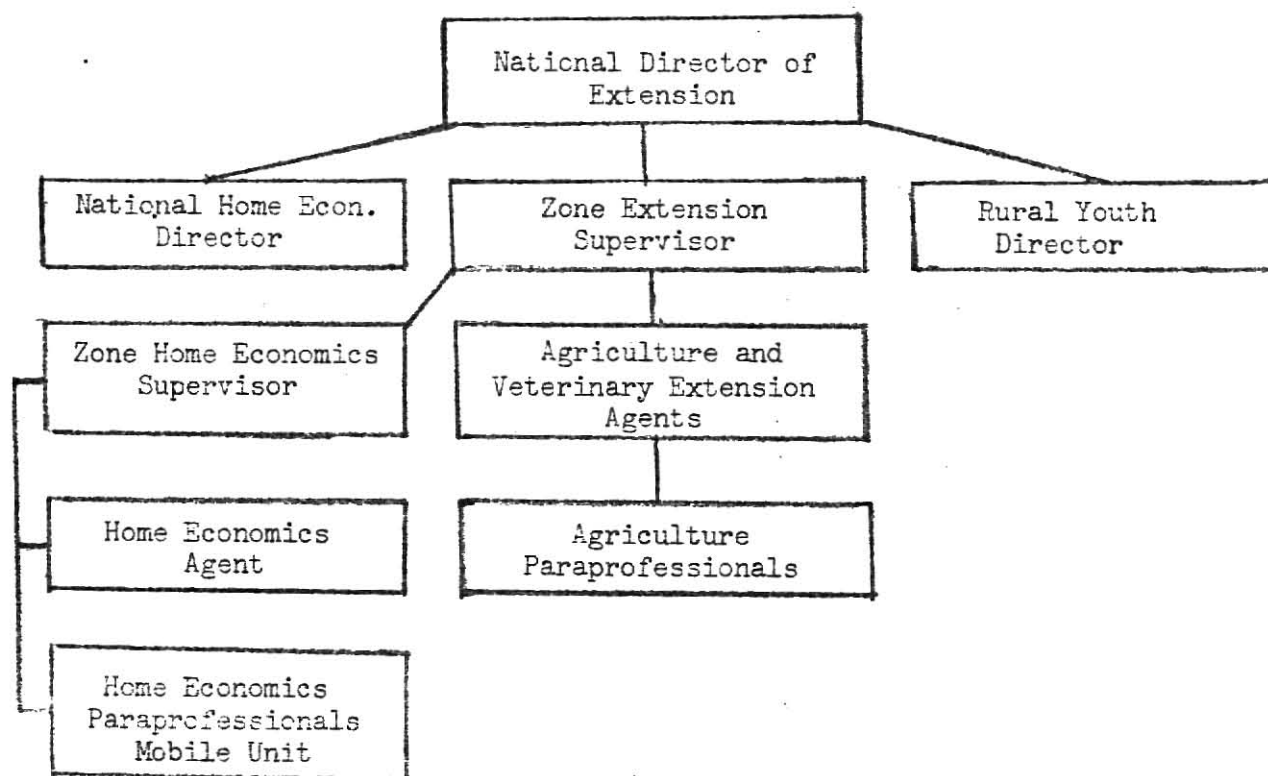 National Director of
Extension
National Home Econ.
Director
Zone Extension
Supervisor
Rural Youth
Director
Zone Home Economics
Supervisor
Agriculture and
Veterinary Extension
Agents
Home Economics
Agent
Agriculture
Paraprofessionals
Home Economics
Paraprofessionals
Mobile Unit